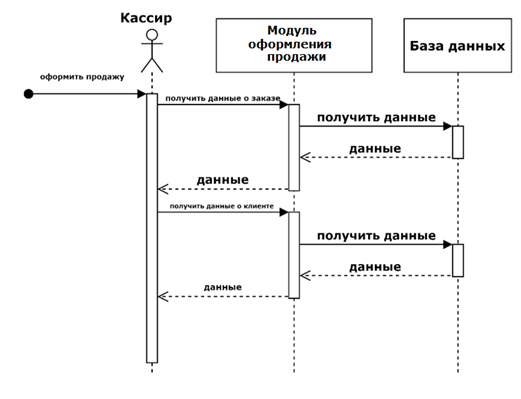 Кассир
Модуль
оформления
продажи
База данных
оформить продажу
получить данные о заказе
получить данные
данные
данные
получить данные о клиенте
получить данные
данные
данные